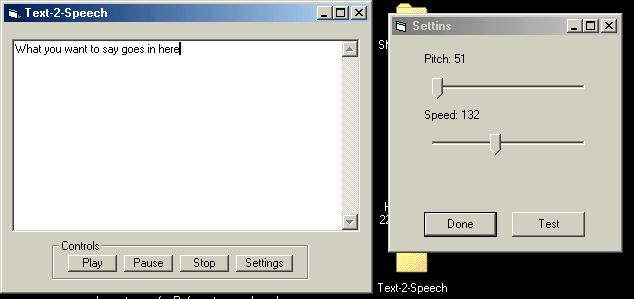 Text-2-Speech
What you want to say goes in here
Controls
Play
Pause
Stop
Settings
Settins
Pitch: 51
Speed: 132
Done
Test
Text-2-Speech